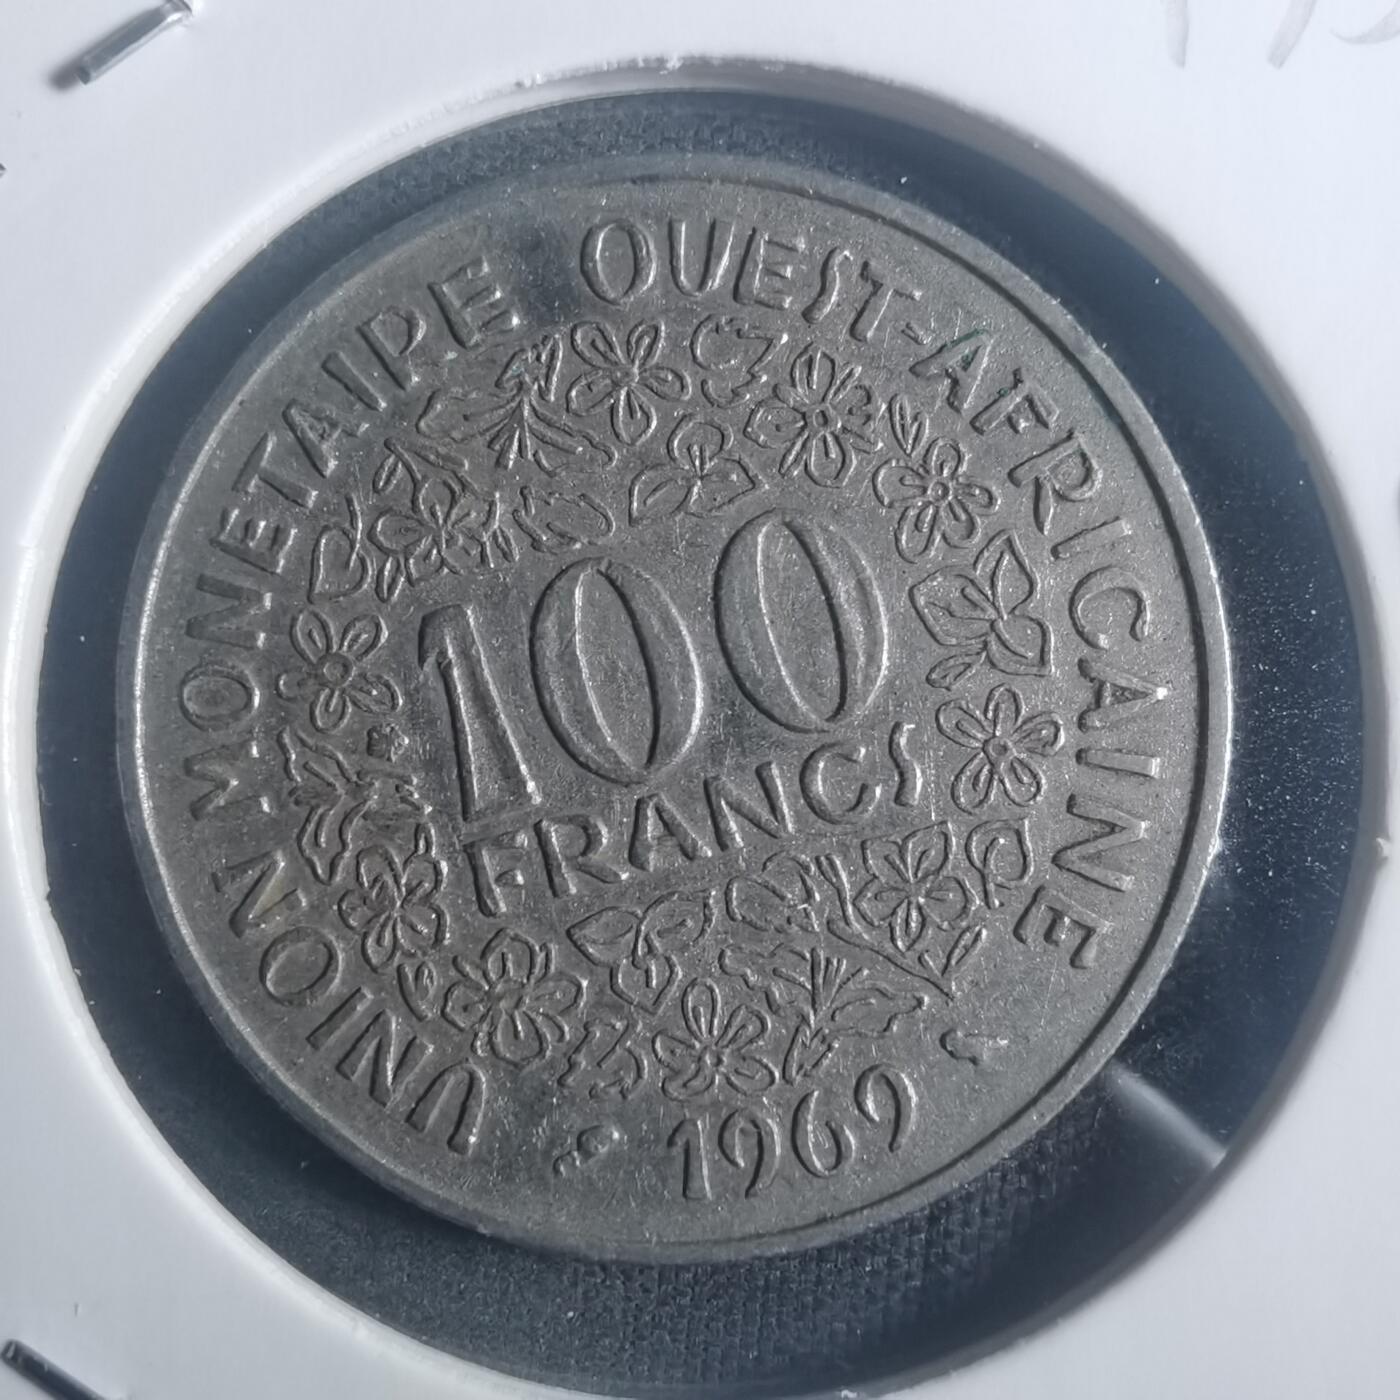 UNION MONETAIRE OUEST-AFRICAINE
100
FRANCS
1969